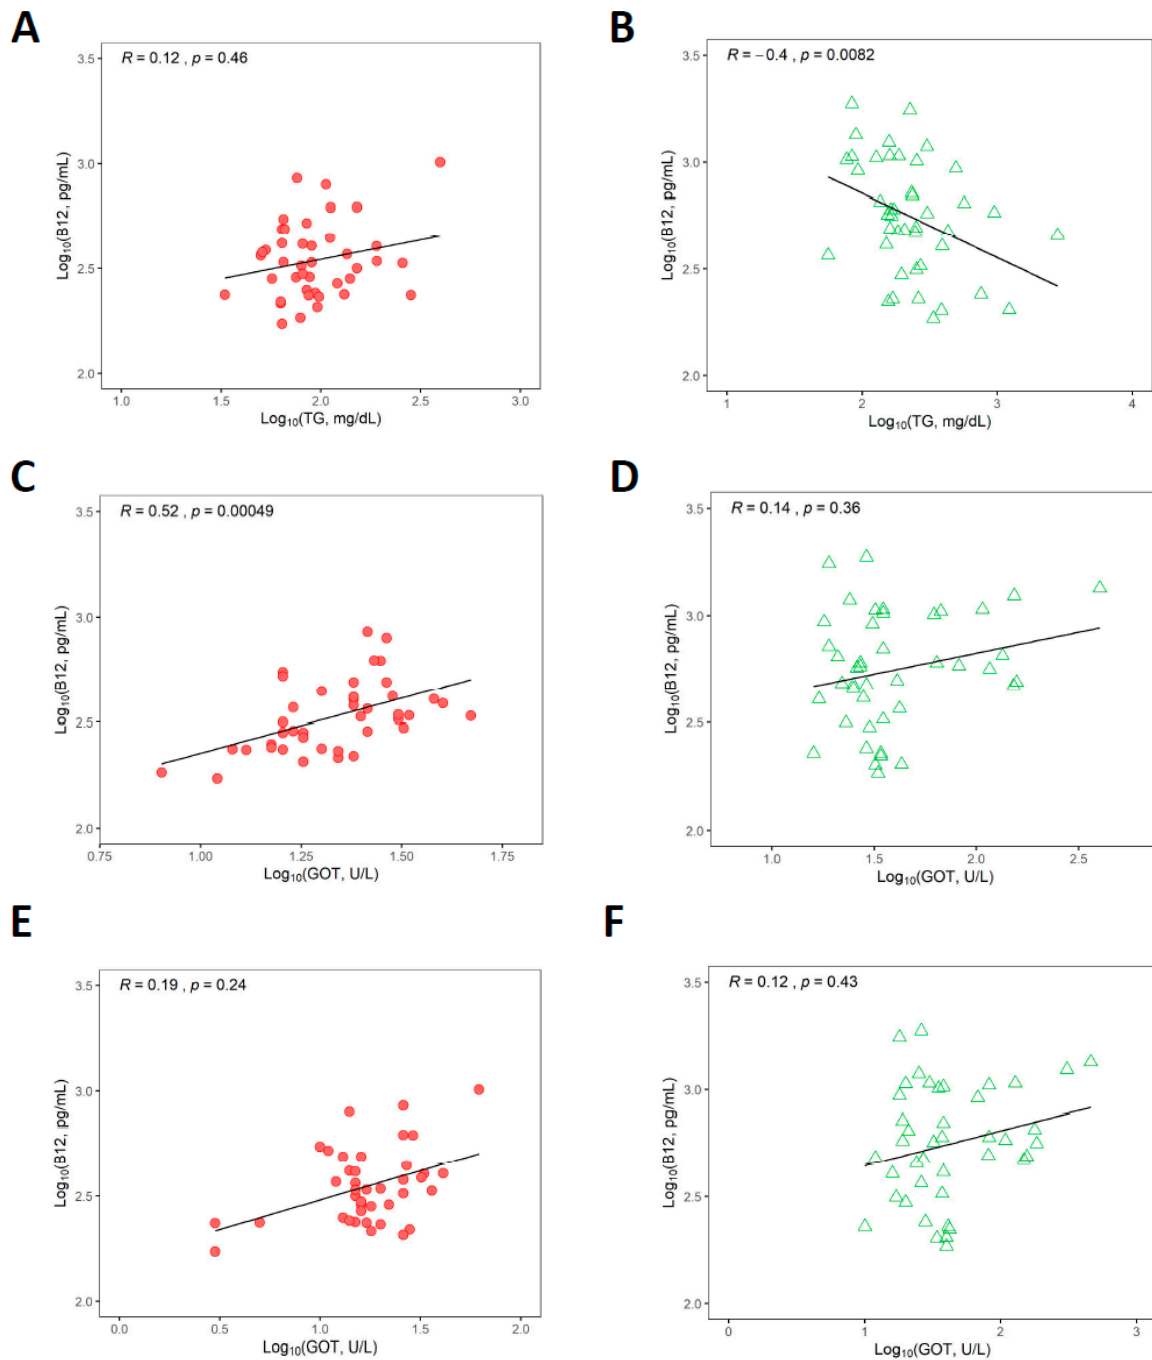 A
R = 0.12 , p = 0.46
Log10(B12, pg/mL)
3.5
3.0
2.5
2.0
1.0 1.5 2.0 2.5 3.0
Log10(TG, mg/dL)
B
R = −0.4 , p = 0.0082
Log10(B12, pg/mL)
3.5
3.0
2.5
2.0
1 2 3 4
Log10(TG, mg/dL)
C
R = 0.52 , p = 0.00049
Log10(B12, pg/mL)
3.5
3.0
2.5
2.0
0.75 1.00 1.25 1.50 1.75
Log10(GOT, U/L)
D
R = 0.14 , p = 0.36
Log10(B12, pg/mL)
3.5
3.0
2.5
2.0
1.0 1.5 2.0 2.5
Log10(GOT, U/L)
E
R = 0.19 , p = 0.24
Log10(B12, pg/mL)
3.5
3.0
2.5
2.0
0.0 0.5 1.0 1.5 2.0
Log10(GOT, U/L)
F
R = 0.12 , p = 0.43
Log10(B12, pg/mL)
3.5
3.0
2.5
2.0
0 1 2 3
Log10(GOT, U/L)